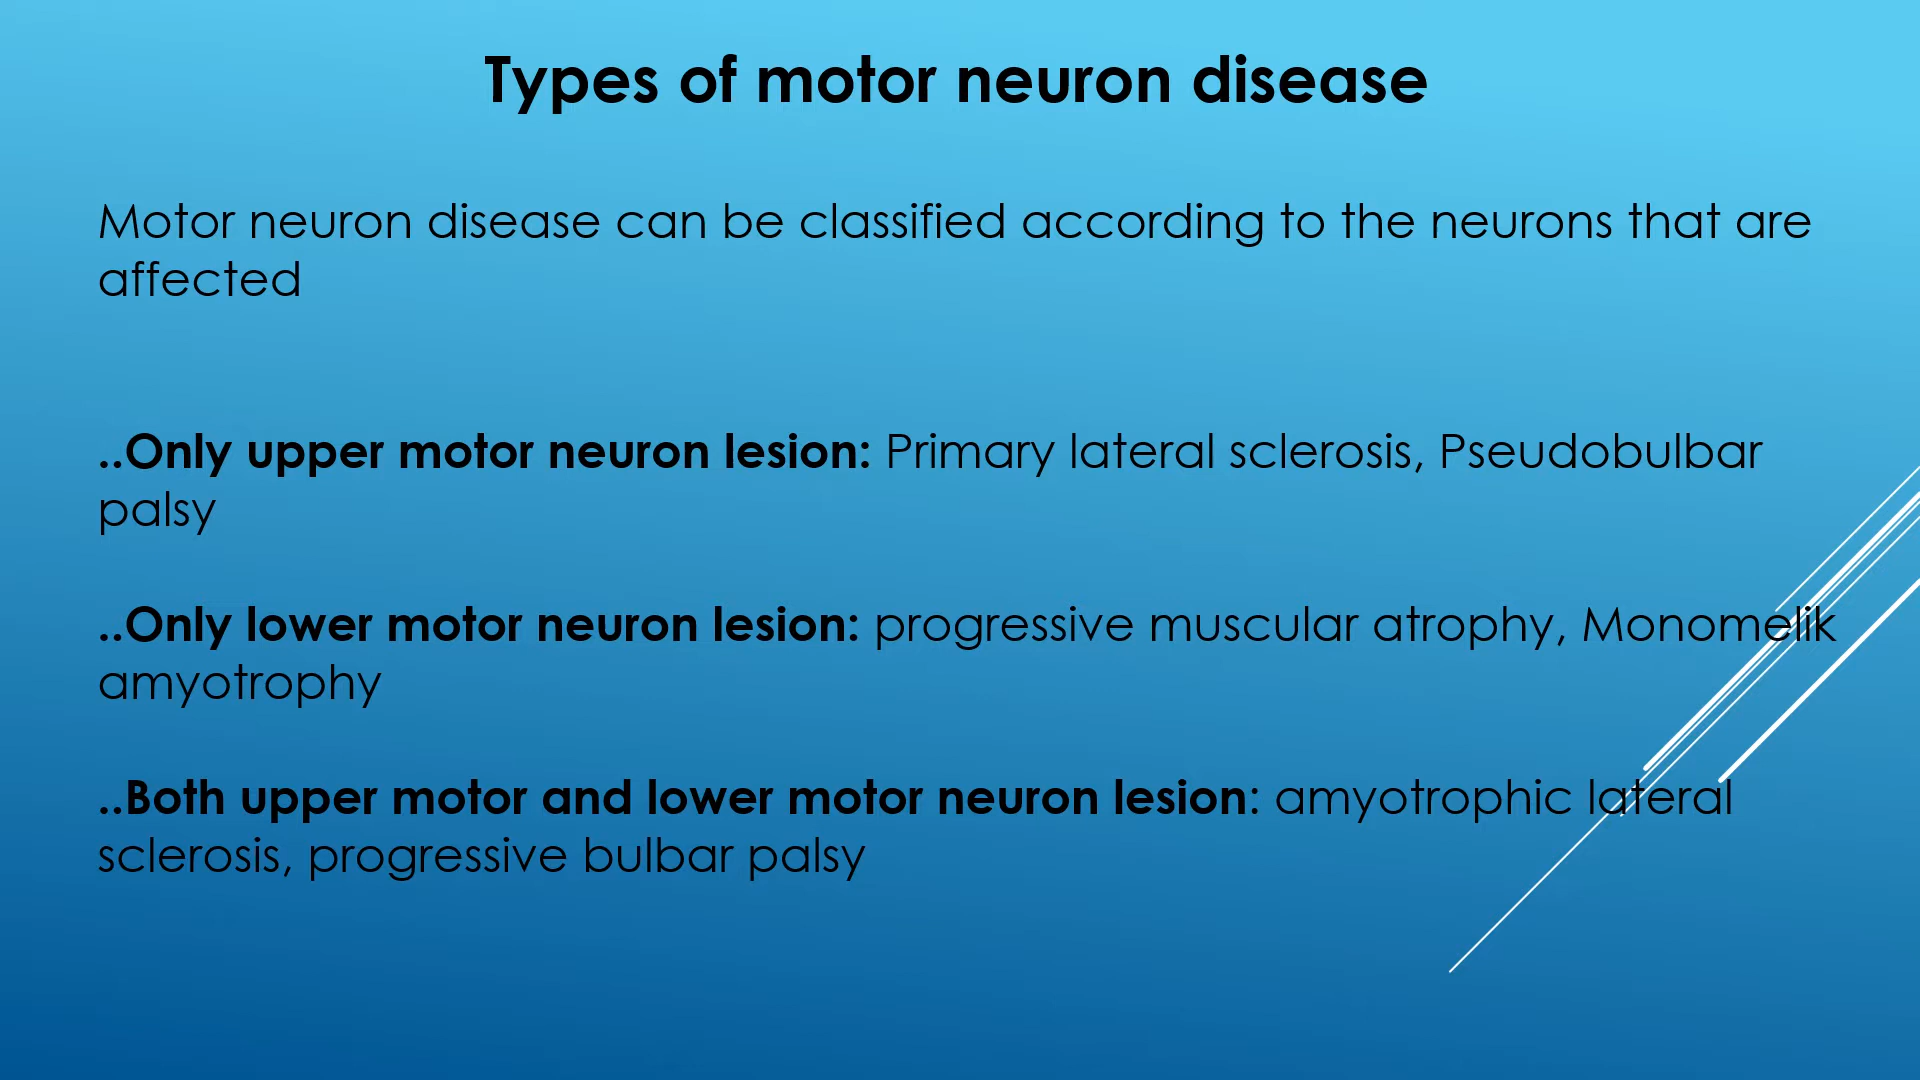 Types of motor neuron disease
Motor neuron disease can be classified according to the neurons that are
affected
..Only upper motor neuron lesion: Primary lateral sclerosis, Pseudobulbar
palsy
..Only lower motor neuron lesion: progressive muscular atrophy, Monomelik
amyotrophy
..Both upper motor and lower motor neuron lesion: amyotrophic lateral
sclerosis, progressive bulbar palsy